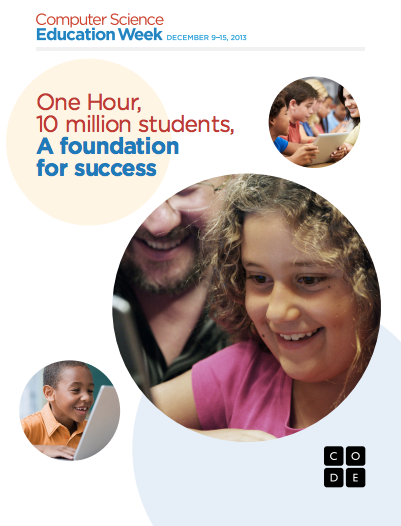 Computer Science
Education Week DECEMBER 9–15, 2013
One Hour,
10 million students,
A foundation
for success
C O
D E